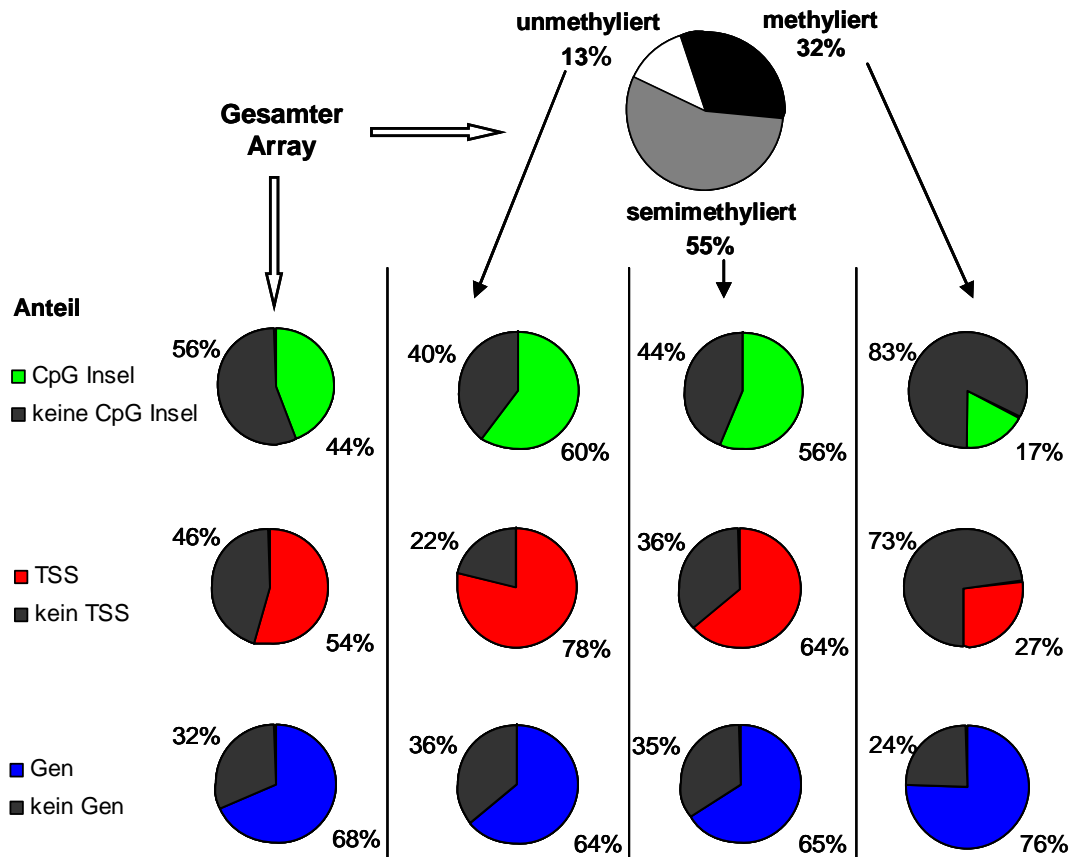 unmethyliert
13%
methyliert
32%
Gesamter
Array
semimethyliert
55%
Anteil
CpG Insel
keine CpG Insel
56%
44%
40%
60%
44%
56%
83%
17%
TSS
kein TSS
46%
54%
22%
78%
36%
64%
73%
27%
Gen
kein Gen
32%
68%
36%
64%
35%
65%
24%
76%